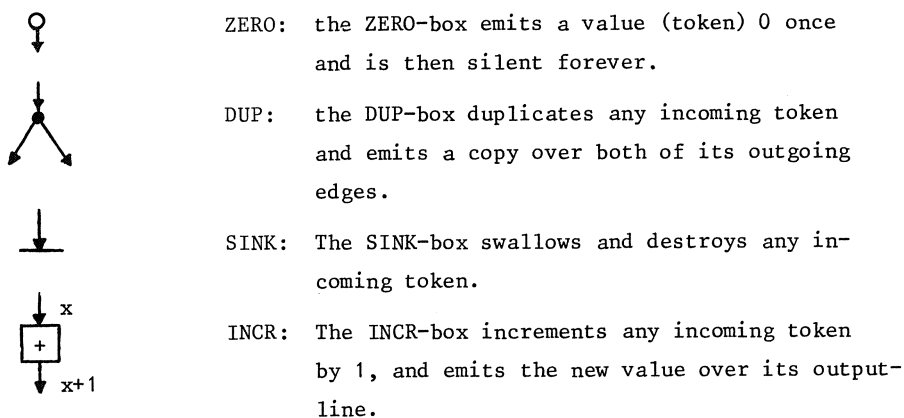 ZERO: the ZERO-box emits a value (token) 0 once
and is then silent forever.
DUP: the DUP-box duplicates any incoming token
and emits a copy over both of its outgoing
edges.
SINK: The SINK-box swallows and destroys any in-
coming token.
x
INCR: The INCR-box increments any incoming token
+
by 1, and emits the new value over its output-
x+1
line.